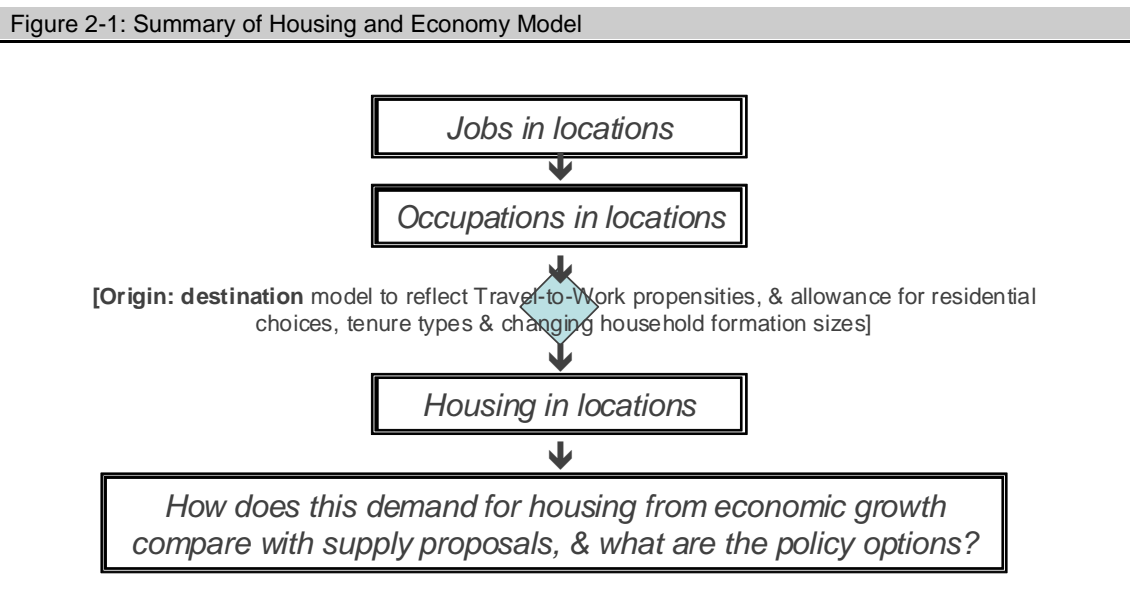 Figure 2-1: Summary of Housing and Economy Model
Jobs in locations
Occupations in locations
[Origin: destination model to reflect Travel-to-Work propensities, & allowance for residential
choices, tenure types & changing household formation sizes]
Housing in locations
How does this demand for housing from economic growth
compare with supply proposals, & what are the policy options?